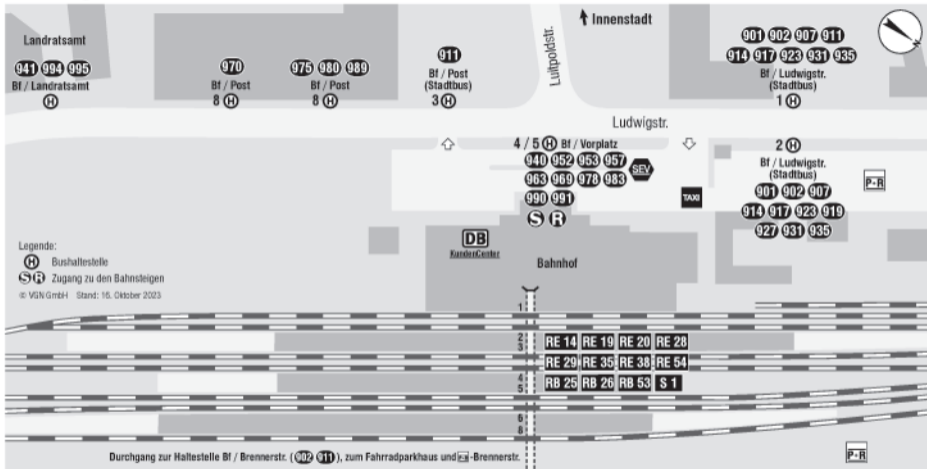 Innenstadt
Landratsamt
941 994 995
Bf / Landratsamt
H
970
Bf / Post
8 H
975 980 989
Bf / Post
8 H
911
Bf / Post
(Stadtbus)
3 H
Luitpoldstr.
901 902 907 911
914 917 923 931 935
Bf / Ludwigstr.
(Stadtbus)
1 H
N
Ludwigstr.
4 / 5 H Bf / Vorplatz
940 952 953 957
963 969 978 983
990 991
SEV
S R
TAXI
2 H
Bf / Ludwigstr.
(Stadtbus)
901 902 907
914 917 923 919
927 931 935
P+R
DB
KundenCenter
Bahnhof
Legende:
H Bushaltestelle
S R Zugang zu den Bahnsteigen
© VGN GmbH Stand: 16. Oktober 2023
1
2
3
4
5
6
8
RE 14 RE 19 RE 20 RE 28
RE 29 RE 35 RE 38 RE 54
RB 25 RB 26 RB 53 S 1
Durchgang zur Haltestelle Bf / Brennerstr. (902 911), zum Fahrradparkhaus und P+R-Brennerstr.
P+R